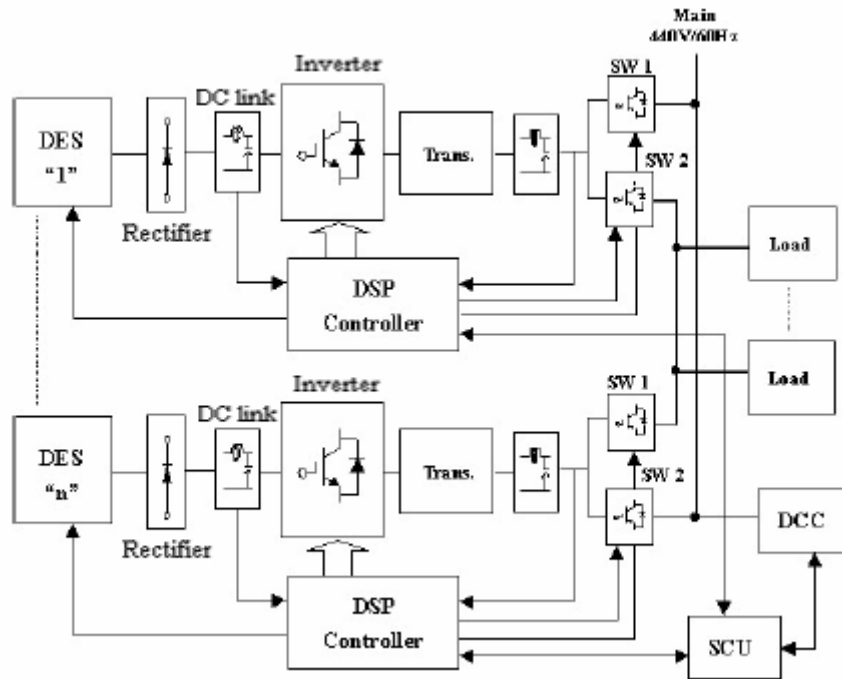 Main
440V/60Hz
SW 1
Inverter
DC link
DES
"1"
Trans.
SW 2
Rectifier
Load
DSP
Controller
Load
Inverter
SW 1
DC link
DES
"n"
Trans.
SW 2
DCC
Rectifier
DSP
Controller
SCU